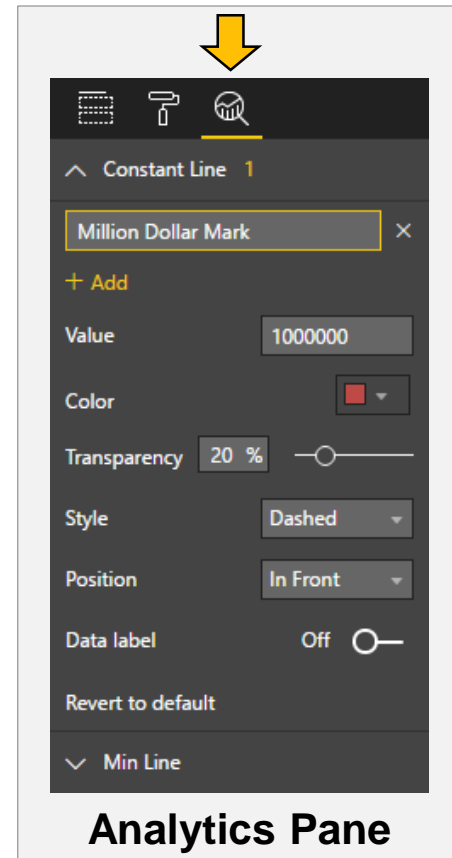 Constant Line 1
Million Dollar Mark
+ Add
Value 1000000
Color
Transparency 20 %
Style Dashed
Position In Front
Data label Off
Revert to default
Min Line
Analytics Pane